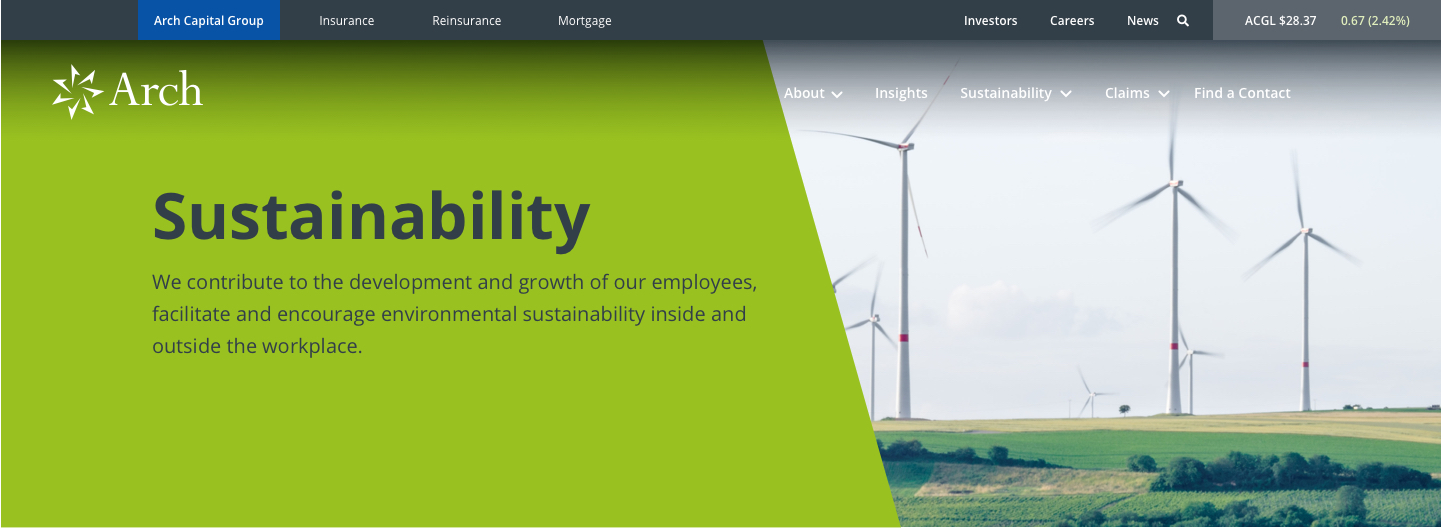 Arch Capital Group Insurance Reinsurance Mortgage Investors Careers News ACGL $28.37 0.67 (2.42%)
Arch About Insights Sustainability Claims Find a Contact
Sustainability
We contribute to the development and growth of our employees,
facilitate and encourage environmental sustainability inside and
outside the workplace.